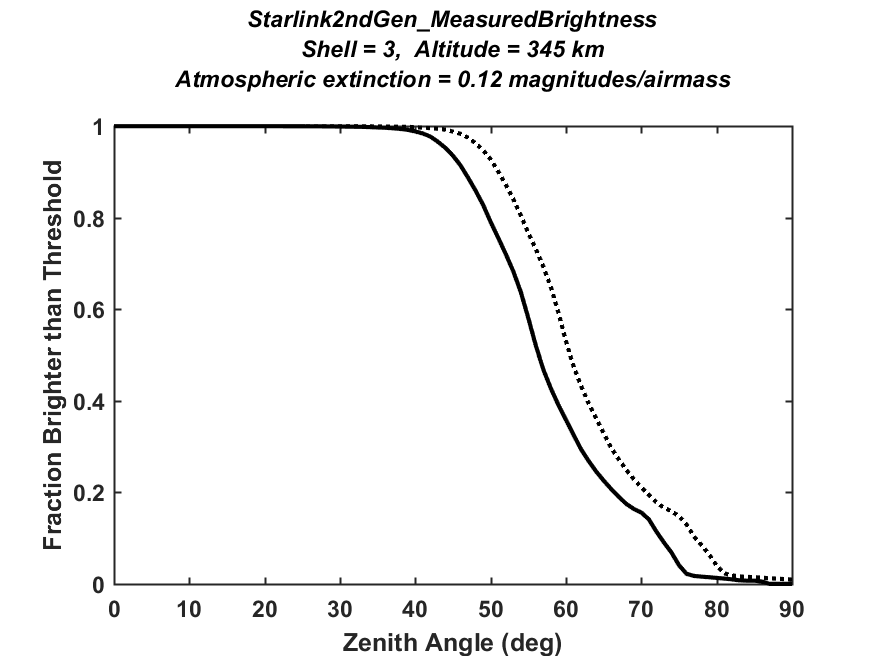 Starlink2ndGen_MeasuredBrightness
Shell = 3,  Altitude = 345 km
Atmospheric extinction = 0.12 magnitudes/airmass
Fraction Brighter than Threshold
1
0.8
0.6
0.4
0.2
0
0 10 20 30 40 50 60 70 80 90
Zenith Angle (deg)